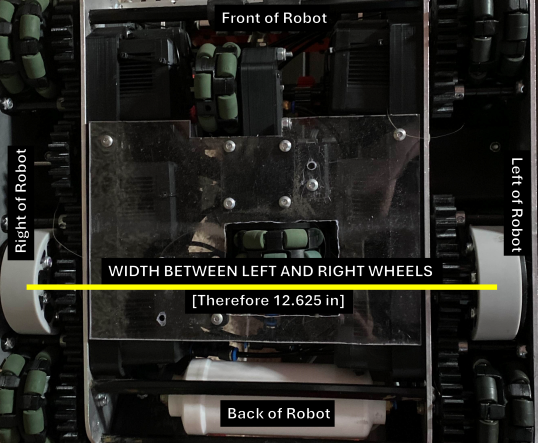 Front of Robot
Right of Robot
Left of Robot
WIDTH BETWEEN LEFT AND RIGHT WHEELS
[Therefore 12.625 in]
Back of Robot